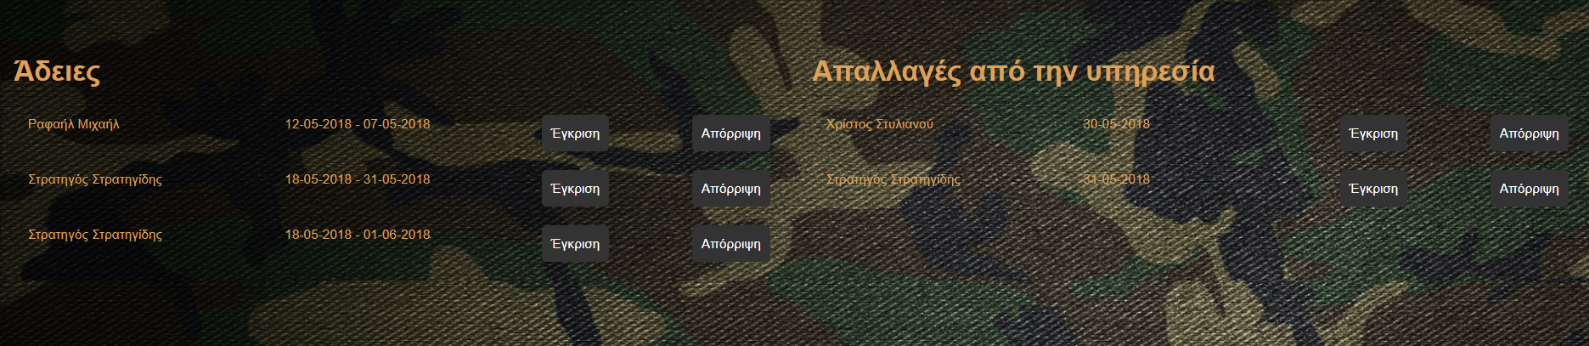 Άδειες
Ραφαήλ Μιχαήλ 12-05-2018 - 07-05-2018 Έγκριση Απόρριψη
Στρατηγός Στρατηγίδης 18-05-2018 - 31-05-2018 Έγκριση Απόρριψη
Στρατηγός Στρατηγίδης 18-05-2018 - 01-06-2018 Έγκριση Απόρριψη
Απαλλαγές από την υπηρεσία
Χρίστος Στυλιανού 30-05-2018 Έγκριση Απόρριψη
Στρατηγός Στρατηγίδης 31-05-2018 Έγκριση Απόρριψη